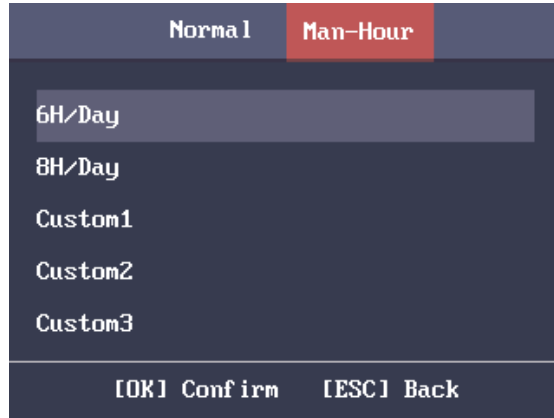 Normal Man-Hour
6H/Day
8H/Day
Custom1
Custom2
Custom3
[OK] Confirm [ESC] Back